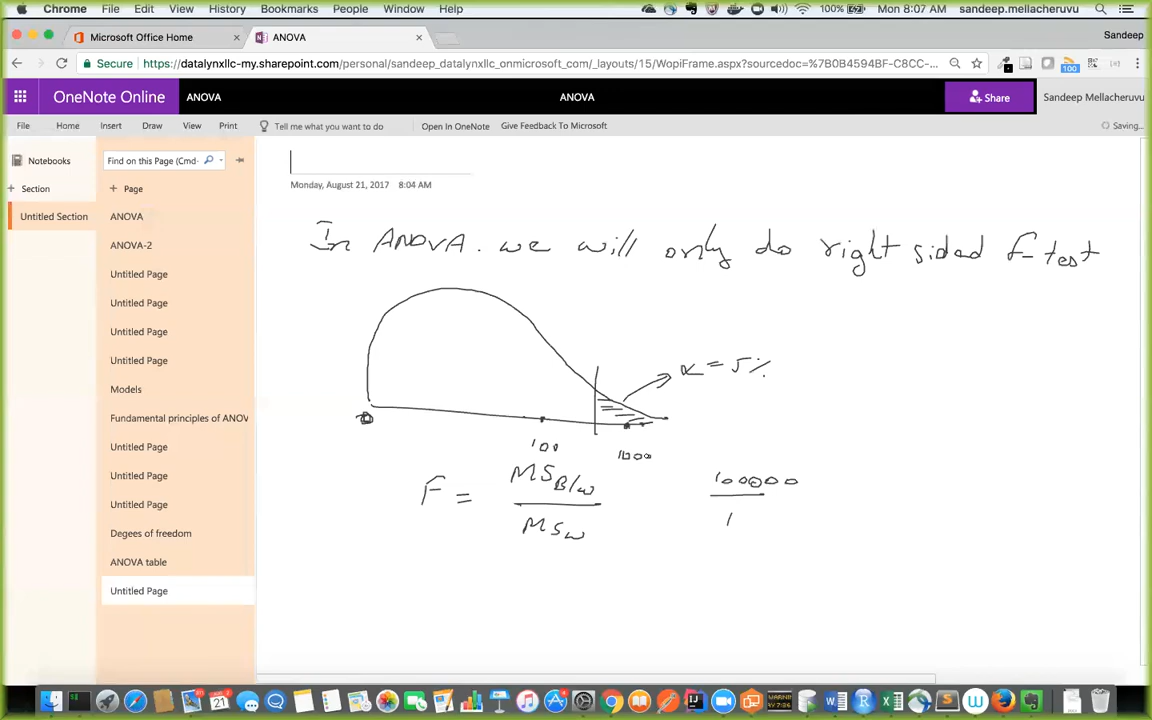 Chrome File Edit View History Bookmarks People Window Help 100% Mon 8:07 AM sandeep.mellacheruvu
Microsoft Office Home ANOVA Sandeep
Secure https://datalynxllc-my.sharepoint.com/personal/sandeep_datalynxllc_onmicrosoft_com/_layouts/15/WopiFrame.aspx?sourcedoc=%7B0B4594BF-C8CC-... 100
OneNote Online ANOVA ANOVA Share Sandeep Mellacheruvu
File Home Insert Draw View Print Tell me what you want to do Open In OneNote Give Feedback To Microsoft Saving...
Notebooks Find on this Page (Cmd-
+ Section + Page
Monday, August 21, 2017 8:04 AM
Untitled Section ANOVA
ANOVA-2
Untitled Page
Untitled Page
Untitled Page
Untitled Page
Models
Fundamental principles of ANOV
Untitled Page
Untitled Page
Untitled Page
Degrees of freedom
ANOVA table
Untitled Page
In ANOVA. we will only do right sided f-test
α = 5%
0
100 1000
F = MS B/w 100000
MS w 1